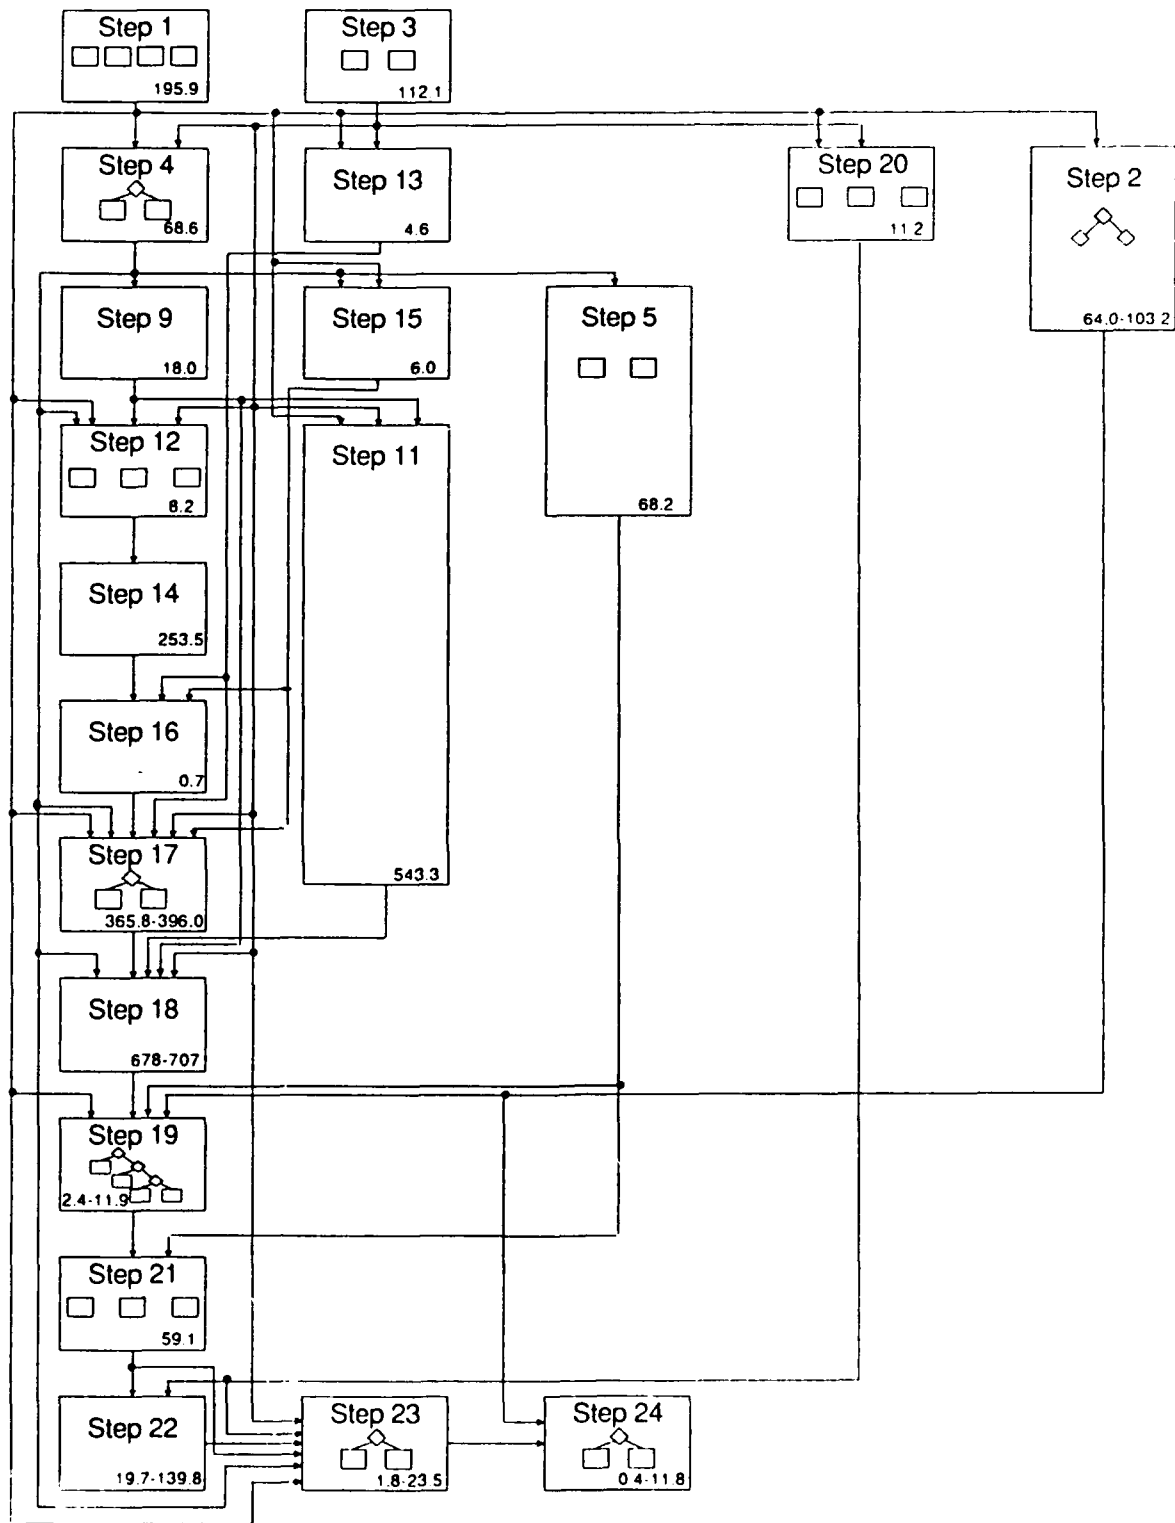 Step 1
195.9
Step 3
112.1
Step 4
68.6
Step 13
4.6
Step 20
11.2
Step 2
64.0-103.2
Step 9
18.0
Step 15
6.0
Step 5
68.2
Step 12
8.2
Step 11
543.3
Step 14
253.5
Step 16
0.7
Step 17
365.8-396.0
Step 18
678-707
Step 19
2.4-11.9
Step 21
59.1
Step 22
19.7-139.8
Step 23
1.8-23.5
Step 24
0.4-11.8